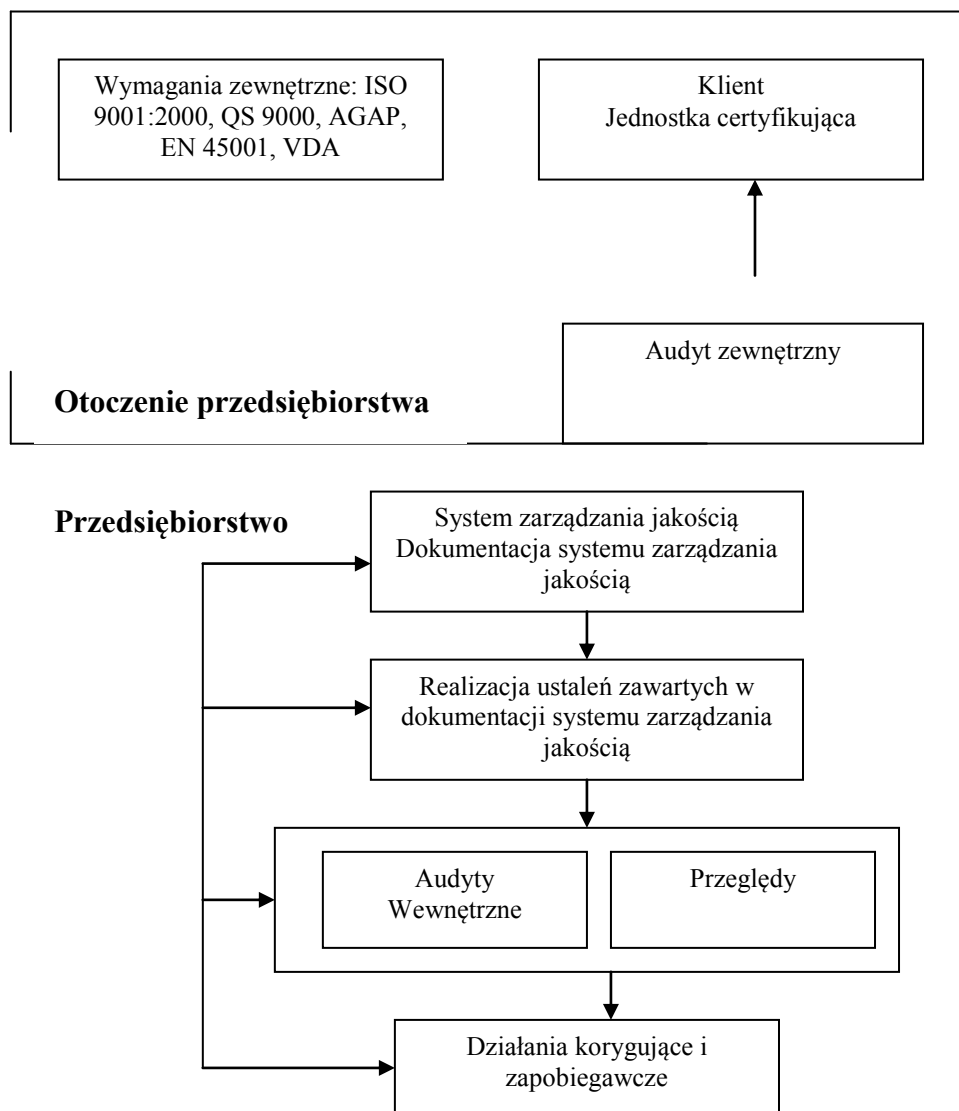 Wymagania zewnętrzne: ISO
9001:2000, QS 9000, AGAP,
EN 45001, VDA
Klient
Jednostka certyfikująca
Audyt zewnętrzny
Otoczenie przedsiębiorstwa
Przedsiębiorstwo
System zarządzania jakością
Dokumentacja systemu zarządzania
jakością
Realizacja ustaleń zawartych w
dokumentacji systemu zarządzania
jakością
Audyty
Wewnętrzne
Przeględy
Działania korygujące i
zapobiegawcze